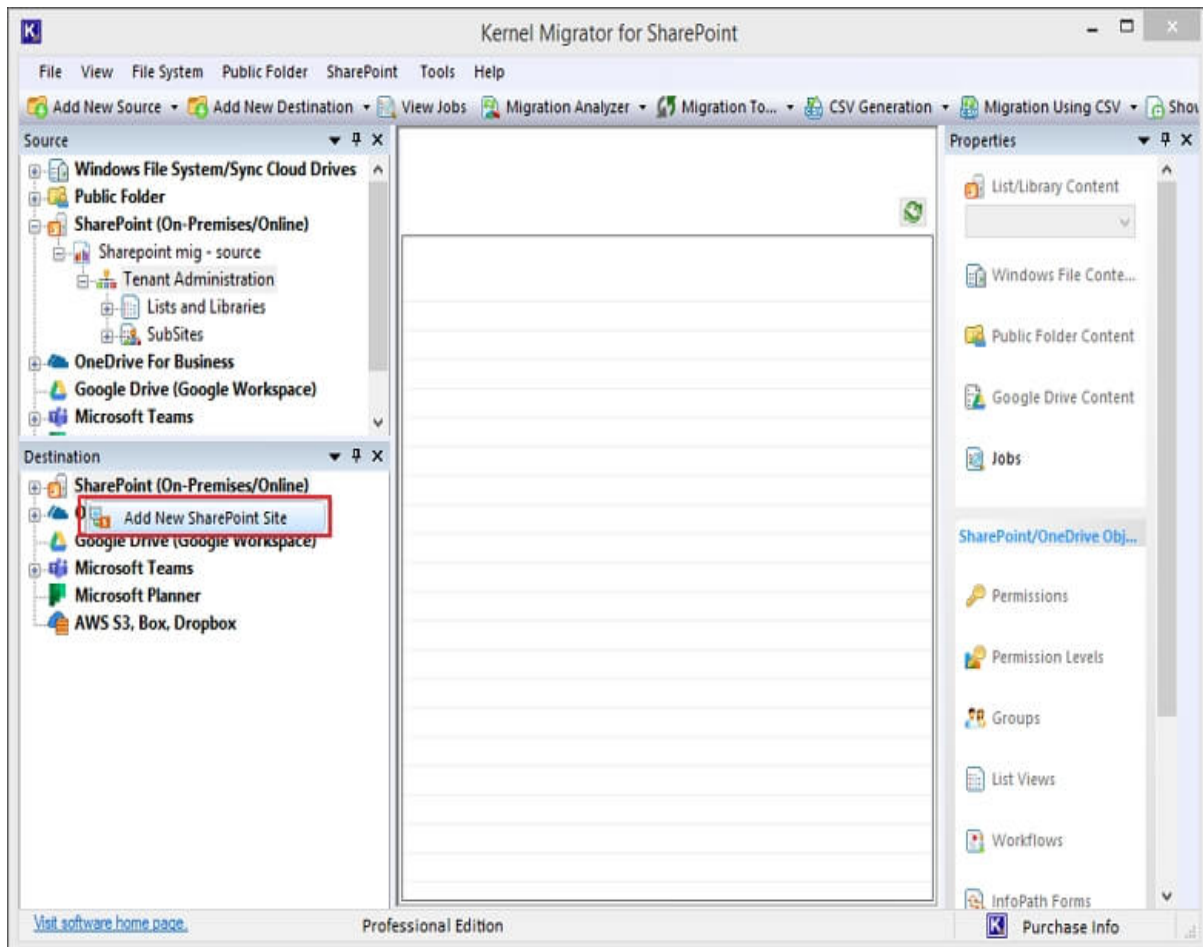 Kernel Migrator for SharePoint
File View File System Public Folder SharePoint Tools Help
Add New Source Add New Destination View Jobs Migration Analyzer Migration To... CSV Generation Migration Using CSV Shor
Source
Windows File System/Sync Cloud Drives
Public Folder
SharePoint (On-Premises/Online)
Sharepoint mig - source
Tenant Administration
Lists and Libraries
SubSites
OneDrive For Business
Google Drive (Google Workspace)
Microsoft Teams
Destination
SharePoint (On-Premises/Online)
O
Add New SharePoint Site
Google Drive (Google Workspace)
Microsoft Teams
Microsoft Planner
AWS S3, Box, Dropbox
Properties
List/Library Content
Windows File Conte...
Public Folder Content
Google Drive Content
Jobs
SharePoint/OneDrive Obj...
Permissions
Permission Levels
Groups
List Views
Workflows
InfoPath Forms
Visit software home page.
Professional Edition
Purchase Info